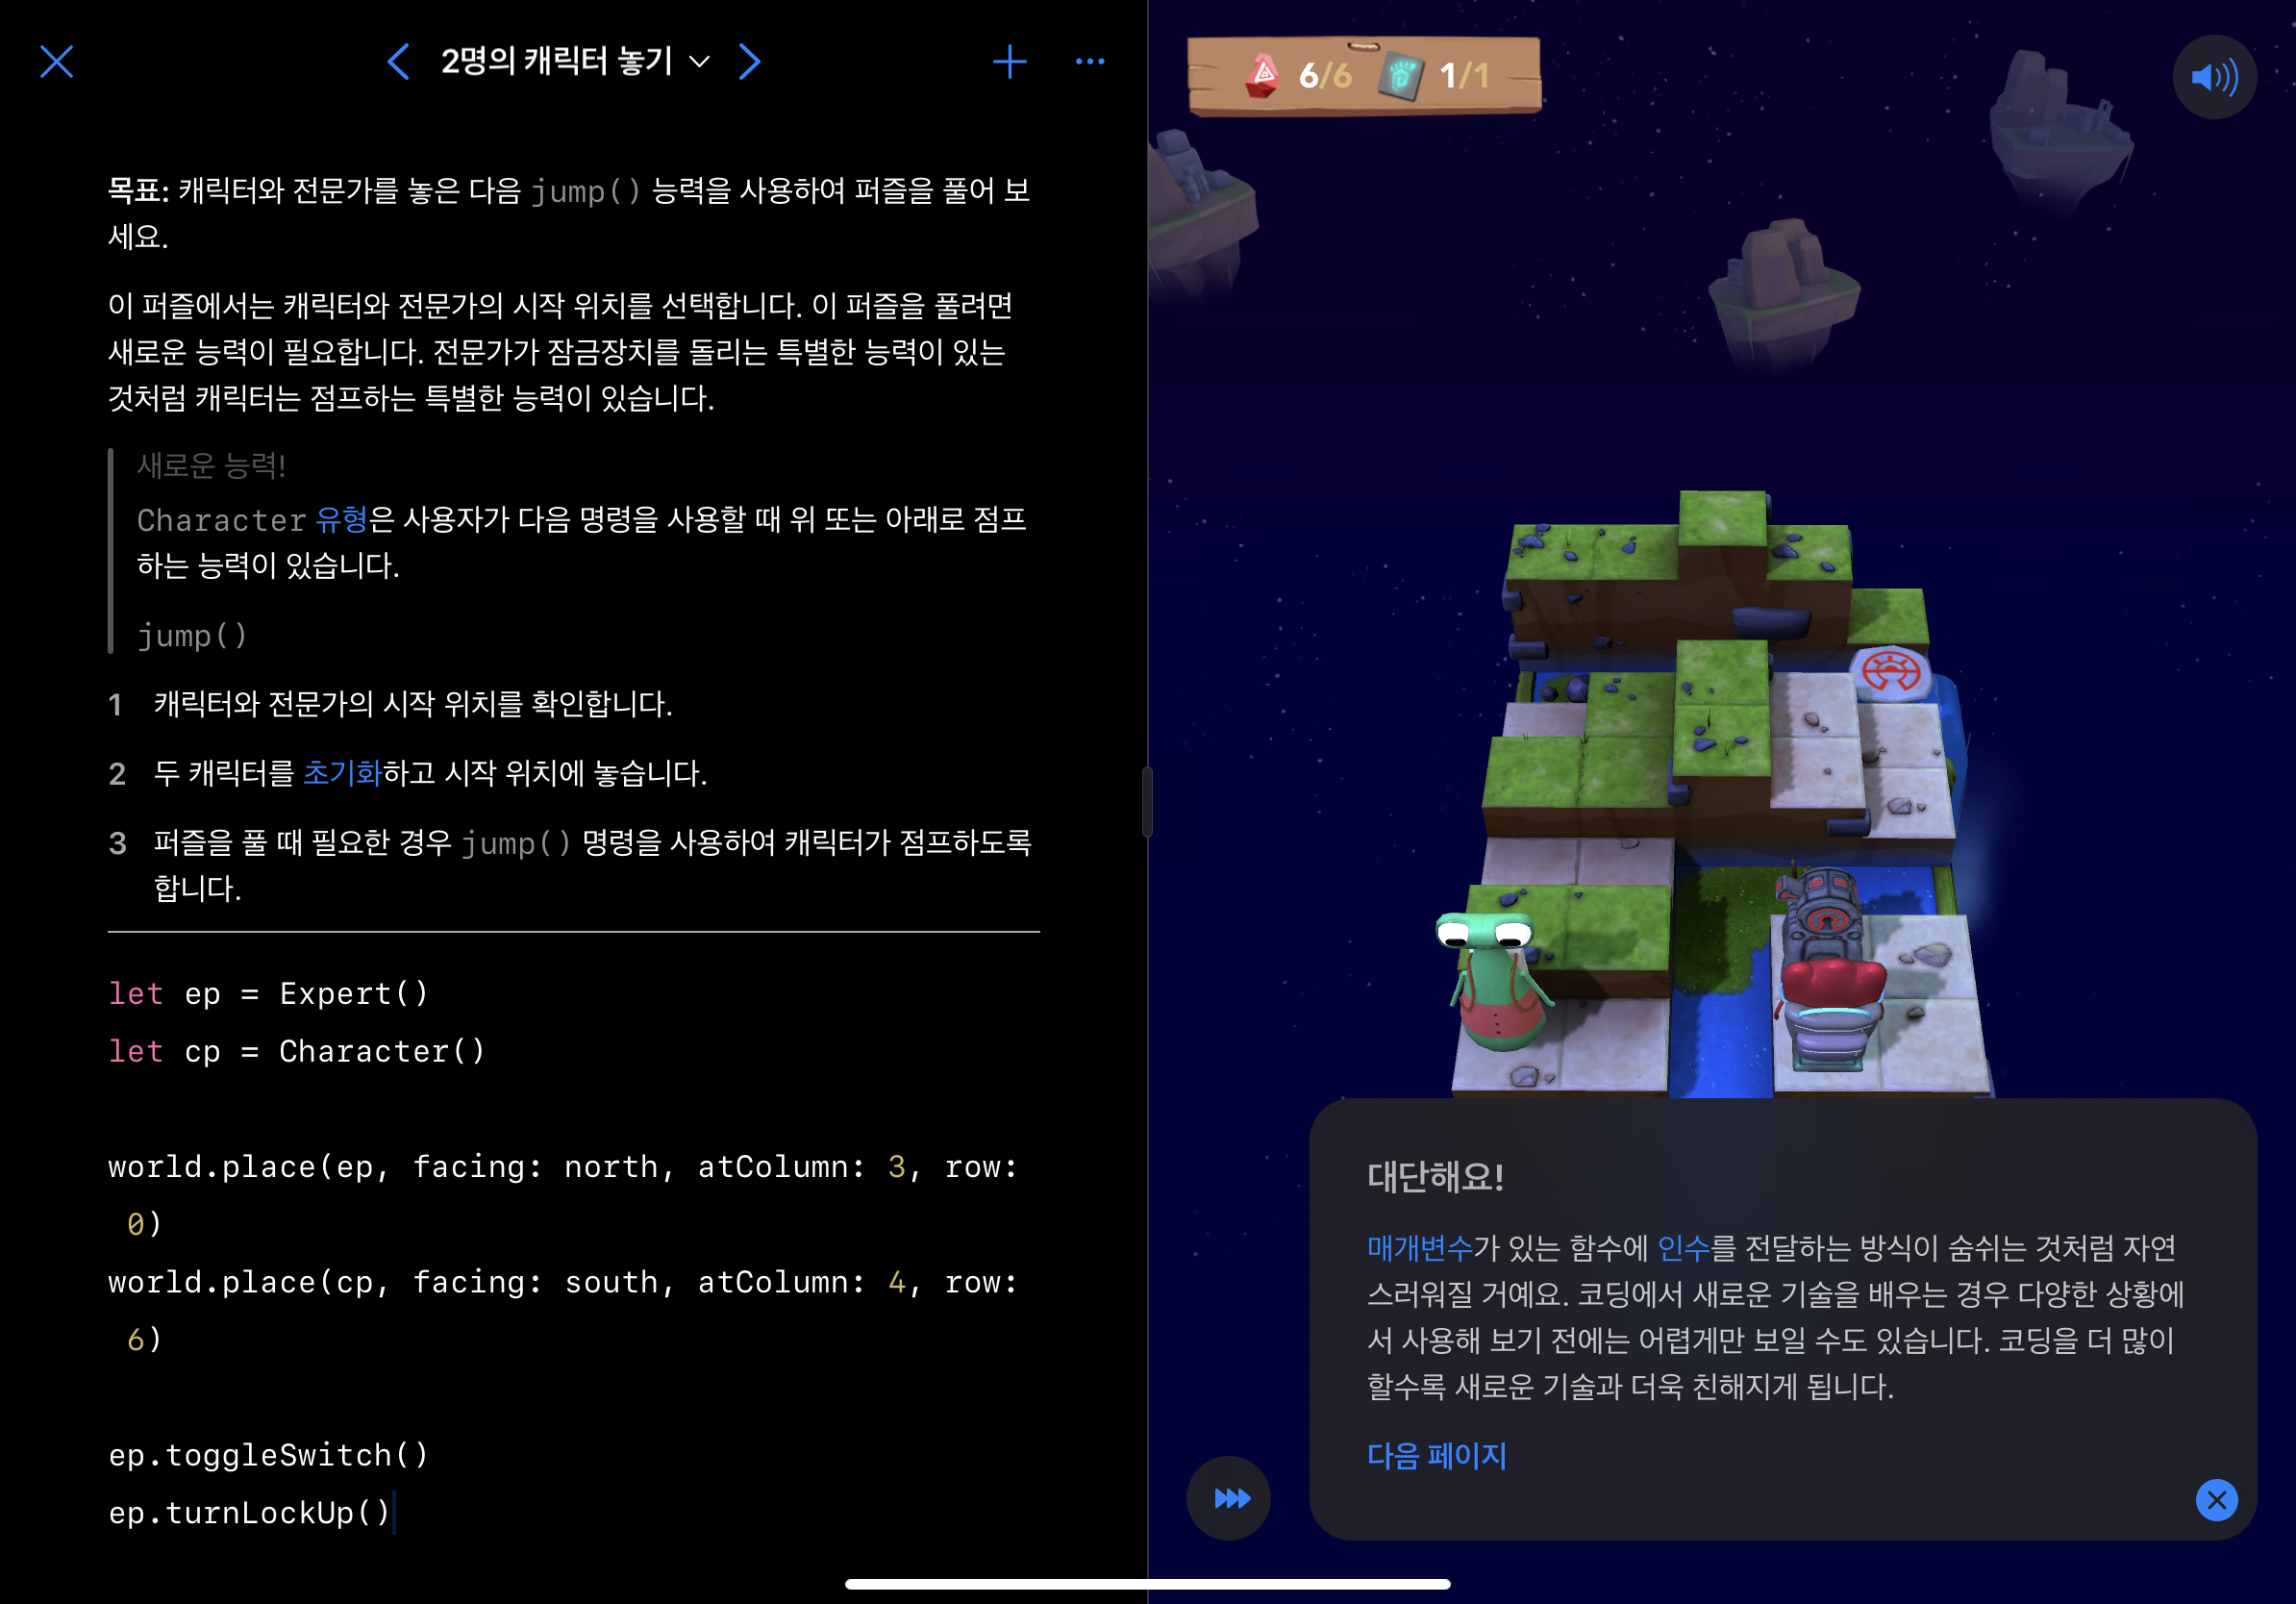 2명의 캐릭터 놓기
목표: 캐릭터와 전문가를 놓은 다음 jump() 능력을 사용하여 퍼즐을 풀어 보
세요.
이 퍼즐에서는 캐릭터와 전문가의 시작 위치를 선택합니다. 이 퍼즐을 풀려면
새로운 능력이 필요합니다. 전문가가 잠금장치를 돌리는 특별한 능력이 있는
것처럼 캐릭터는 점프하는 특별한 능력이 있습니다.
새로운 능력!
Character 유형은 사용자가 다음 명령을 사용할 때 위 또는 아래로 점프
하는 능력이 있습니다.
jump()
1 캐릭터와 전문가의 시작 위치를 확인합니다.
2 두 캐릭터를 초기화하고 시작 위치에 놓습니다.
3 퍼즐을 풀 때 필요한 경우 jump() 명령을 사용하여 캐릭터가 점프하도록
합니다.
let ep = Expert()
let cp = Character()
world.place(ep, facing: north, atColumn: 3, row:
0)
world.place(cp, facing: south, atColumn: 4, row:
6)
ep.toggleSwitch()
ep.turnLockUp()
6/6 1/1
대단해요!
매개변수가 있는 함수에 인수를 전달하는 방식이 숨쉬는 것처럼 자연
스러워질 거예요. 코딩에서 새로운 기술을 배우는 경우 다양한 상황에
서 사용해 보기 전에는 어렵게만 보일 수도 있습니다. 코딩을 더 많이
할수록 새로운 기술과 더욱 친해지게 됩니다.
다음 페이지